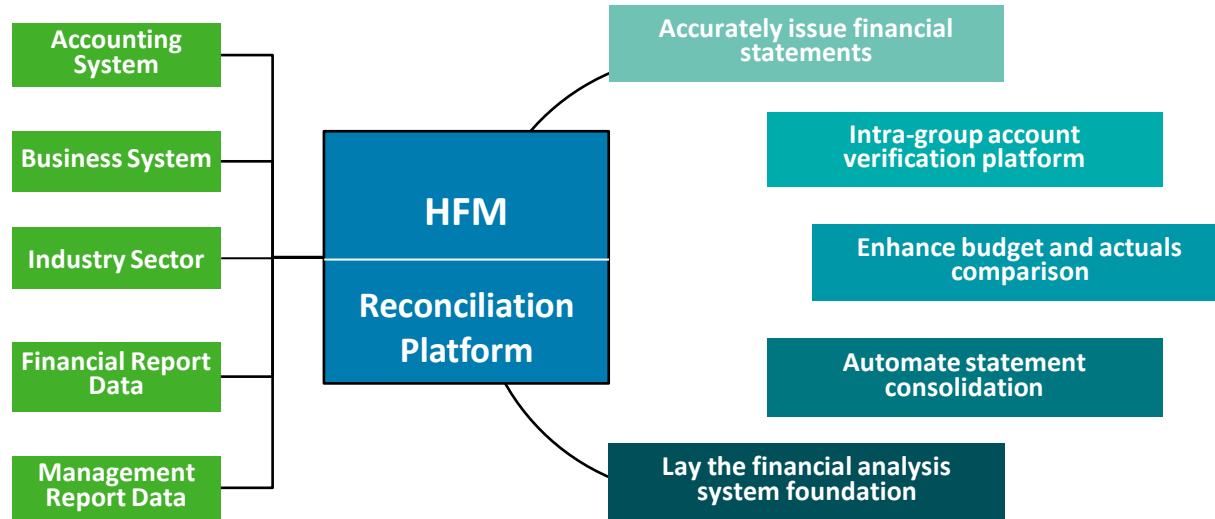 Accounting
System
Business System
Industry Sector
Financial Report
Data
Management
Report Data
HFM
Reconciliation
Platform
Accurately issue financial
statements
Intra-group account
verification platform
Enhance budget and actuals
comparison
Automate statement
consolidation
Lay the financial analysis
system foundation